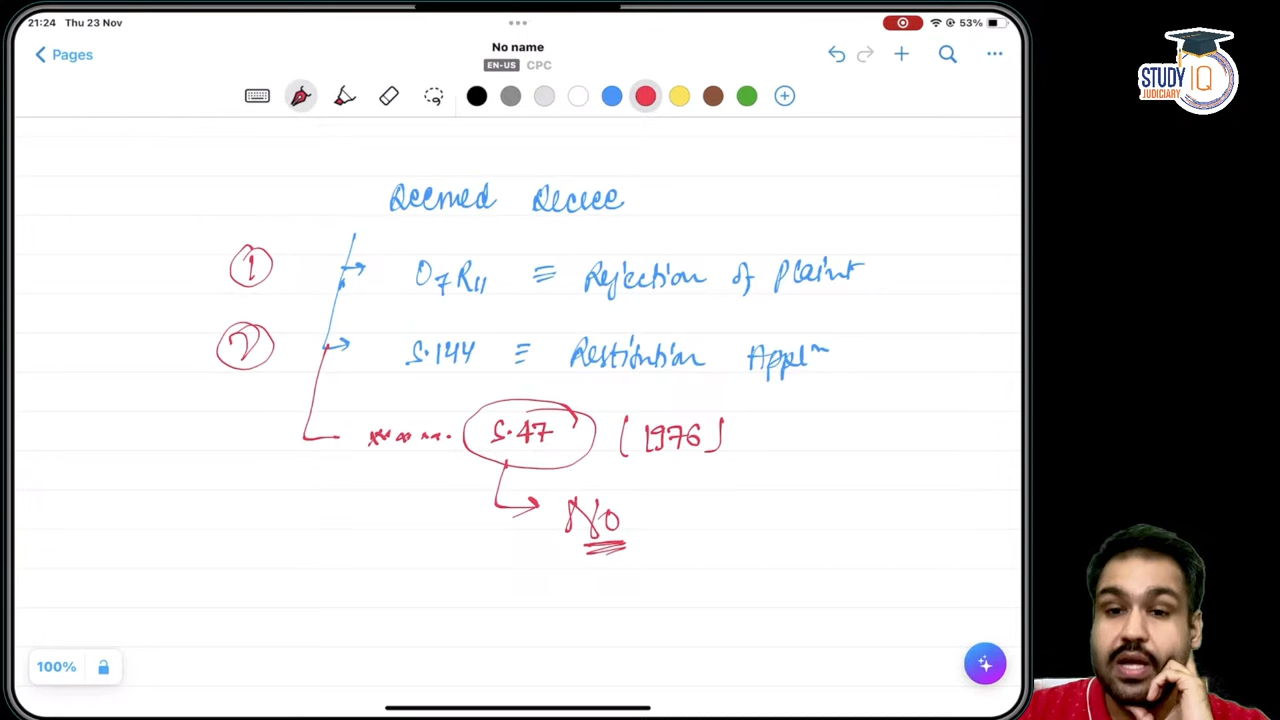 21:24 Thu 23 Nov
53%
Pages
No name
EN-US CPC
STUDY IQ
JUDICIARY
Deemed Decree
1 O7R11 ≡ Rejection of Plaint
2 S.144 ≡ Restitution Applⁿ
S.47 [1976]
No
100%